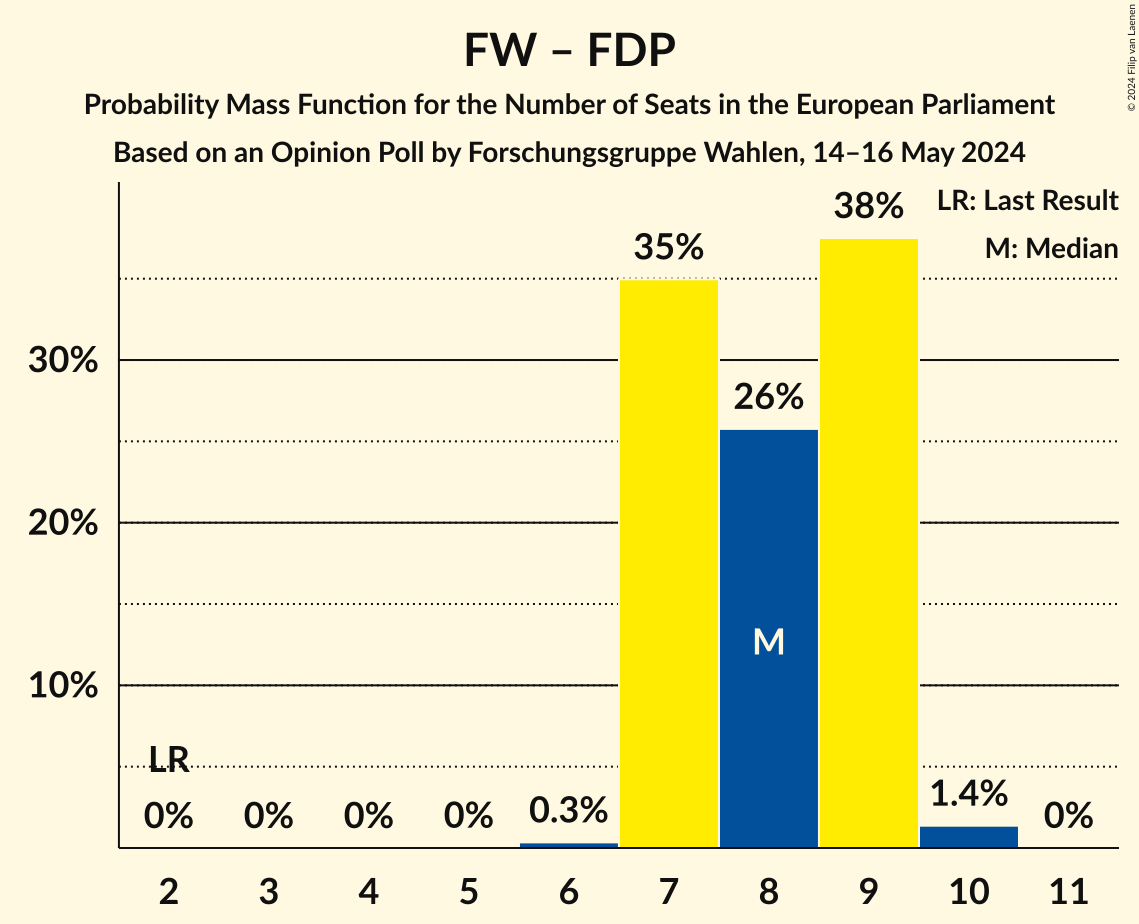 FW – FDP
Probability Mass Function for the Number of Seats in the European Parliament
Based on an Opinion Poll by Forschungsgruppe Wahlen, 14–16 May 2024
© 2024 Filip van Laenen
LR: Last Result
M: Median
38%
35%
30%
26%
20%
M
10%
LR
0%
0%
0%
0%
0.3%
1.4%
0%
2
3
4
5
6
7
8
9
10
11